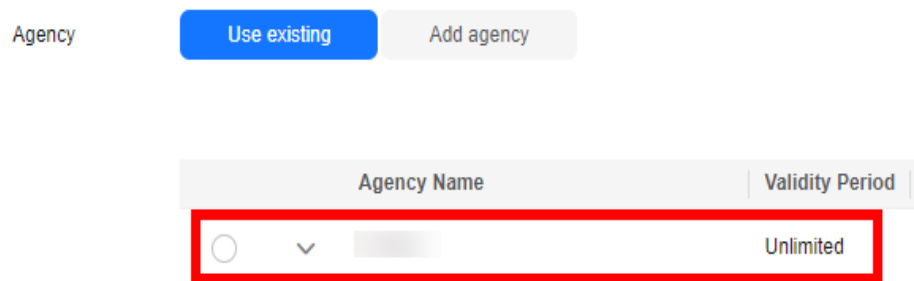 Agency Use existing Add agency
Agency Name Validity Period
Unlimited